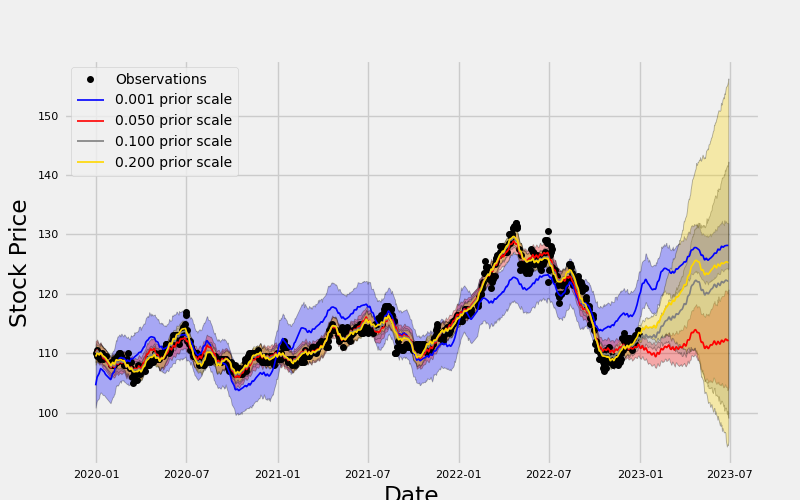 Observations
0.001 prior scale
0.050 prior scale
0.100 prior scale
0.200 prior scale
Stock Price
150
140
130
120
110
100
2020-01 2020-07 2021-01 2021-07 2022-01 2022-07 2023-01 2023-07
Date